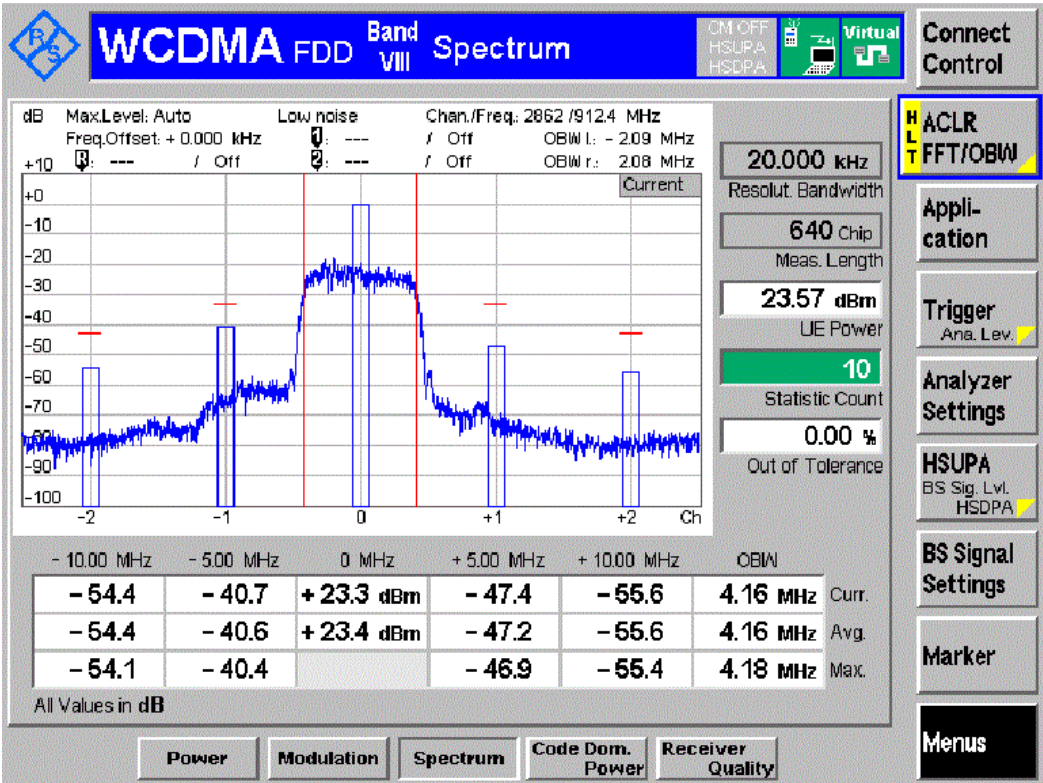 R/S
WCDMA FDD Band VIII Spectrum
CM OFF
HSUPA
HSDPA
Virtual
Connect Control
dB Max.Level: Auto Low noise Chan./Freq.: 2862 /912.4 MHz
Freq.Offset: + 0.000 kHz 1: --- / Off OBW l.: - 2.09 MHz
R: --- / Off 2: --- / Off OBW r.: 2.08 MHz
+10
Current
+0
-10
-20
-30
-40
-50
-60
-70
-80
-90
-100
-2 -1 0 +1 +2 Ch
20.000 kHz
Resolut. Bandwidth
640 Chip
Meas. Length
23.57 dBm
UE Power
10
Statistic Count
0.00 %
Out of Tolerance
- 10.00 MHz - 5.00 MHz 0 MHz + 5.00 MHz + 10.00 MHz OBW
- 54.4 - 40.7 + 23.3 dBm - 47.4 - 55.6 4.16 MHz Curr.
- 54.4 - 40.6 + 23.4 dBm - 47.2 - 55.6 4.16 MHz Avg.
- 54.1 - 40.4 - 46.9 - 55.4 4.18 MHz Max.
All Values in dB
HLT
ACLR
FFT/OBW
Appli-
cation
Trigger
Ana. Lev.
Analyzer
Settings
HSUPA
BS Sig. Lvl.
HSDPA
BS Signal
Settings
Marker
Menus
Power
Modulation
Spectrum
Code Dom.
Power
Receiver
Quality